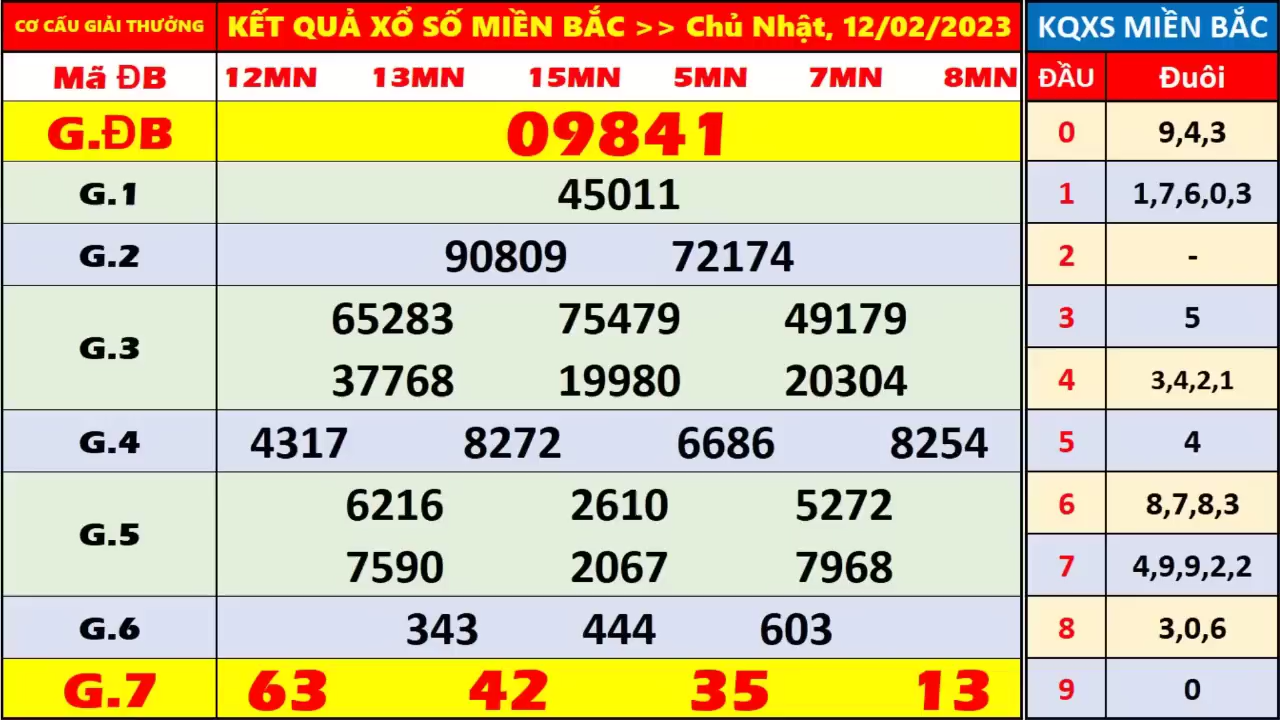 CƠ CẤU GIẢI THƯỞNG KẾT QUẢ XỔ SỐ MIỀN BẮC >> Chủ Nhật, 12/02/2023 KQXS MIỀN BẮC
Mã ĐB 12MN 13MN 15MN 5MN 7MN 8MN ĐẦU Đuôi
G.ĐB 09841 0 9,4,3
G.1 45011 1 1,7,6,0,3
G.2 90809 72174 2 -
G.3 65283 75479 49179 3 5
37768 19980 20304 4 3,4,2,1
G.4 4317 8272 6686 8254 5 4
G.5 6216 2610 5272 6 8,7,8,3
7590 2067 7968 7 4,9,9,2,2
G.6 343 444 603 8 3,0,6
G.7 63 42 35 13 9 0